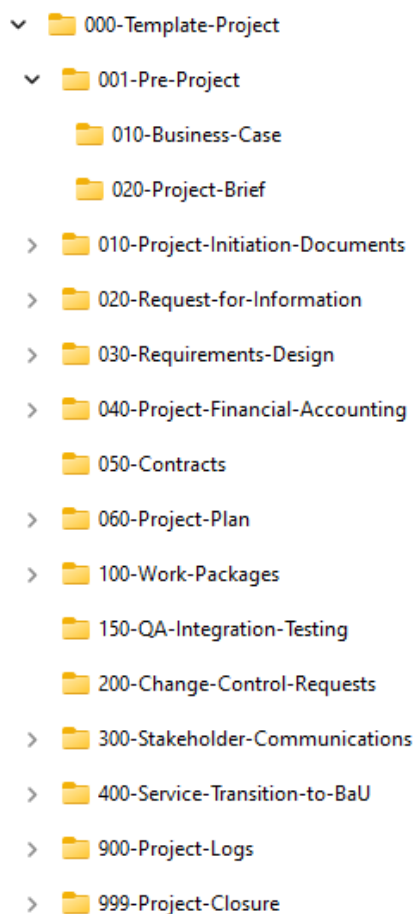 000-Template-Project
001-Pre-Project
010-Business-Case
020-Project-Brief
010-Project-Initiation-Documents
020-Request-for-Information
030-Requirements-Design
040-Project-Financial-Accounting
050-Contracts
060-Project-Plan
100-Work-Packages
150-QA-Integration-Testing
200-Change-Control-Requests
300-Stakeholder-Communications
400-Service-Transition-to-BaU
900-Project-Logs
999-Project-Closure